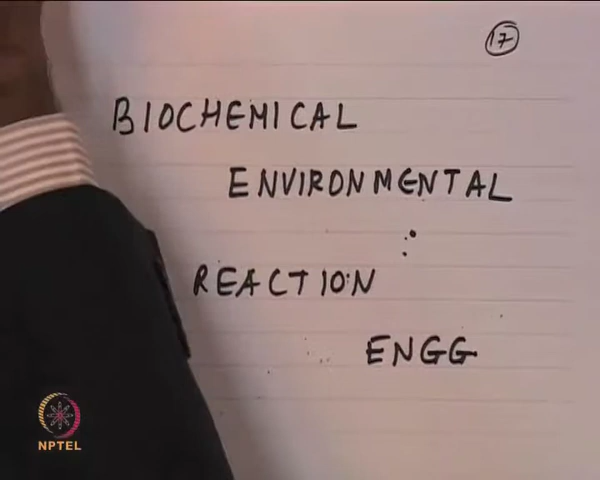 17
BIOCHEMICAL
ENVIRONMENTAL
REACTION
ENGG
NPTEL